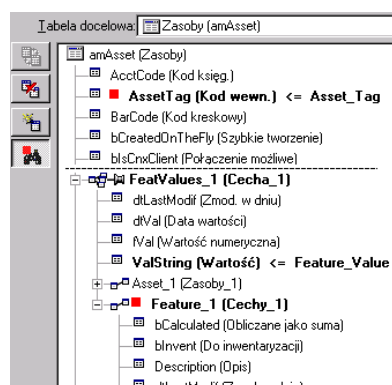 Tabela docelowa: Zasoby (amAsset)
amAsset (Zasoby)
AcctCode (Kod księg.)
AssetTag (Kod wewn.) <= Asset_Tag
BarCode (Kod kreskowy)
bCreatedOnTheFly (Szybkie tworzenie)
bIsCnxClient (Połączenie możliwe)
FeatValues_1 (Cecha_1)
dtLastModif (Zmod. w dniu)
dtVal (Data wartości)
fVal (Wartość numeryczna)
ValString (Wartość) <= Feature_Value
Asset_1 (Zasoby_1)
Feature_1 (Cechy_1)
bCalculated (Obliczane jako suma)
bInvent (Do inwentaryzacji)
Description (Opis)